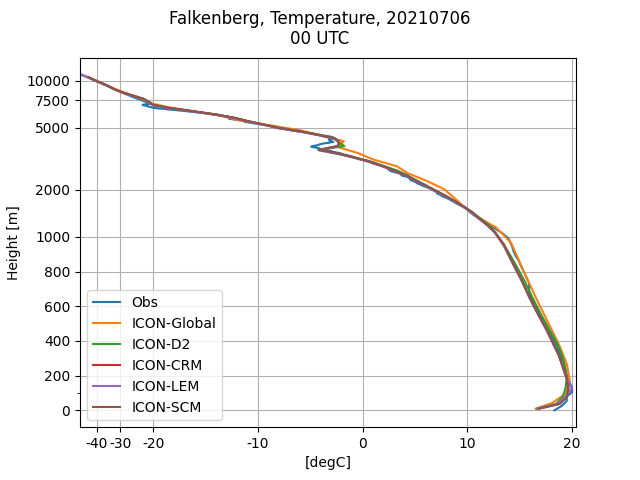 Falkenberg, Temperature, 20210706
00 UTC
Height [m]
10000
7500
5000
2000
1000
800
600
400
200
0
Obs
ICON-Global
ICON-D2
ICON-CRM
ICON-LEM
ICON-SCM
-40 -30 -20 -10 0 10 20
[degC]